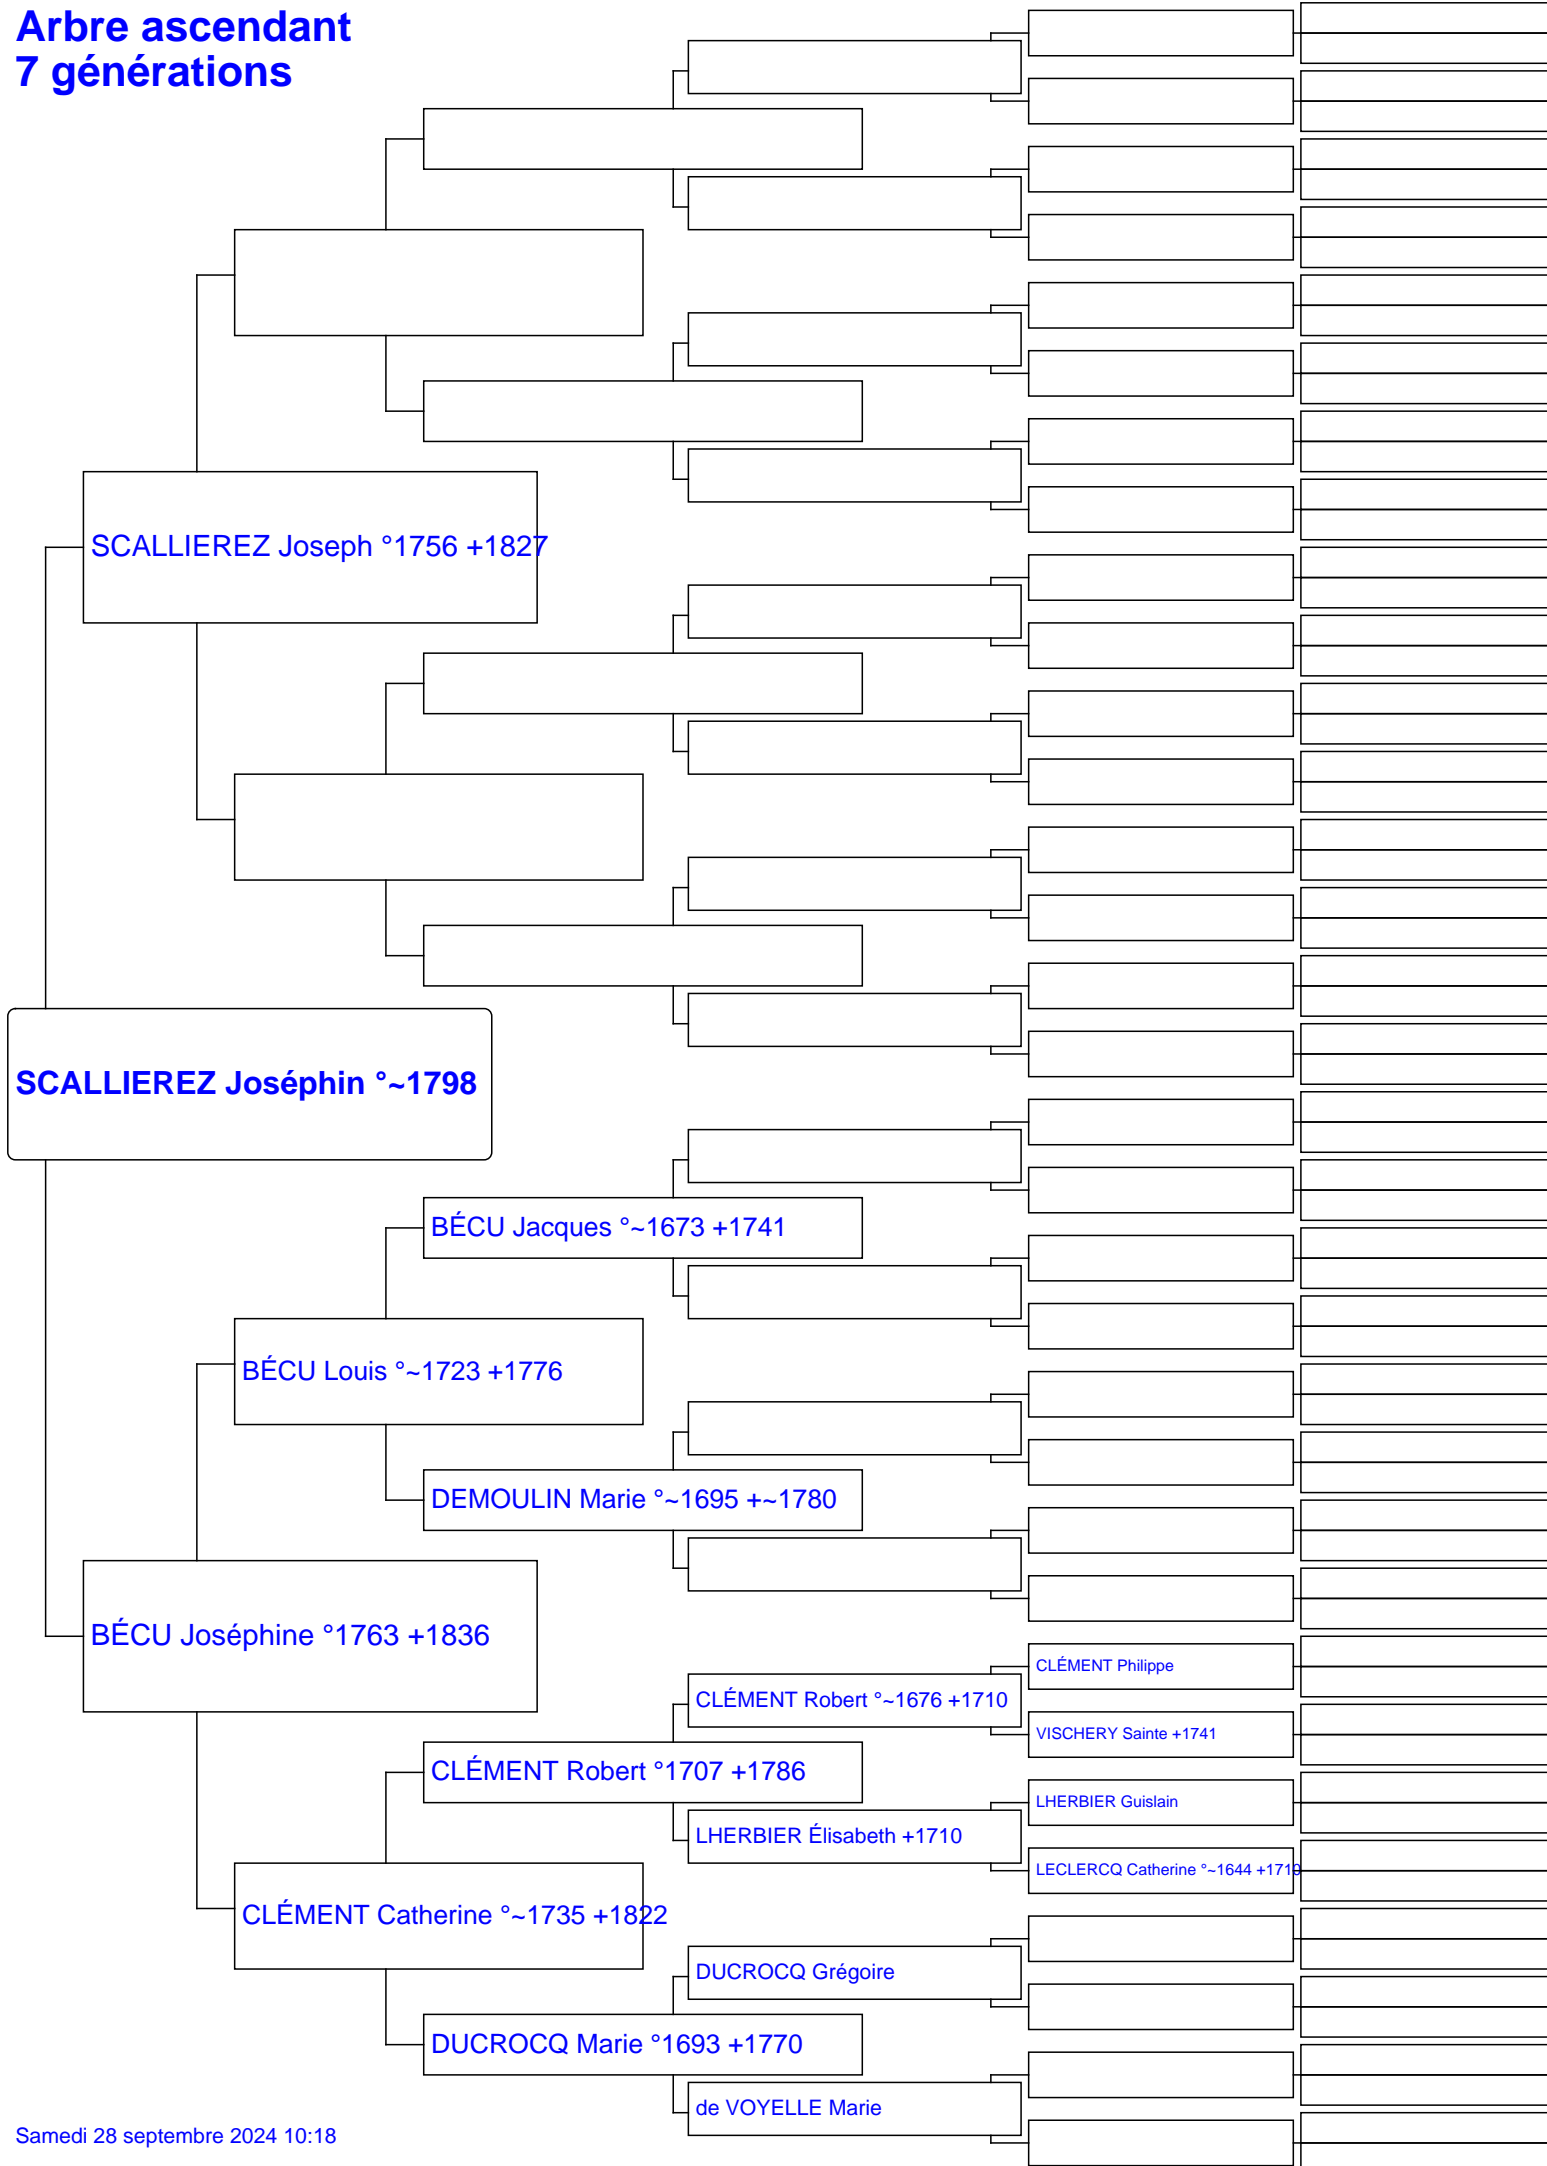 Arbre ascendant
7 générations
SCALLIEREZ Joseph °1756 +1827
SCALLIEREZ Joséphin °~1798
BÉCU Jacques °~1673 +1741
BÉCU Louis °~1723 +1776
DEMOULIN Marie °~1695 +~1780
BÉCU Joséphine °1763 +1836
CLÉMENT Philippe
CLÉMENT Robert °~1676 +1710
VISCHERY Sainte +1741
CLÉMENT Robert °1707 +1786
LHERBIER Guislain
LHERBIER Élisabeth +1710
LECLERCQ Catherine °~1644 +1710
CLÉMENT Catherine °~1735 +1822
DUCROCQ Grégoire
DUCROCQ Marie °1693 +1770
de VOYELLE Marie
Samedi 28 septembre 2024 10:18